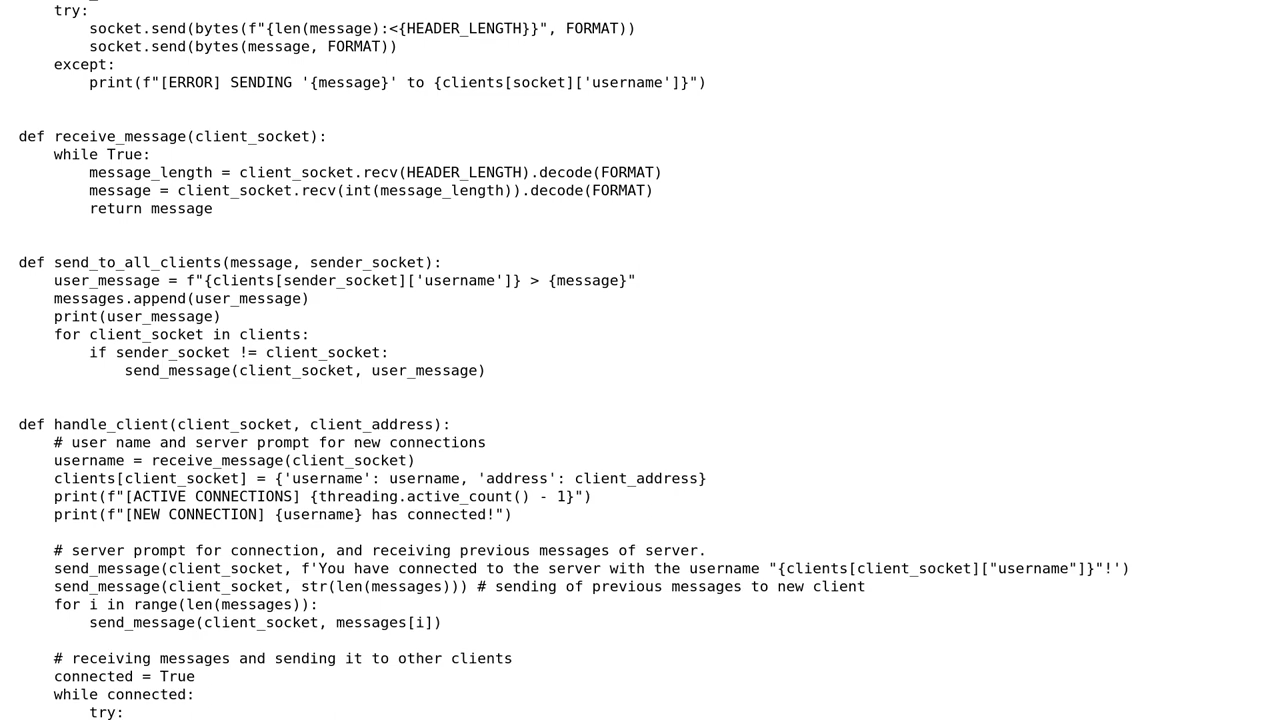 try:
        socket.send(bytes(f"{len(message):<{HEADER_LENGTH}}", FORMAT))
        socket.send(bytes(message, FORMAT))
    except:
        print(f"[ERROR] SENDING '{message}' to {clients[socket]['username']}")
def receive_message(client_socket):
    while True:
        message_length = client_socket.recv(HEADER_LENGTH).decode(FORMAT)
        message = client_socket.recv(int(message_length)).decode(FORMAT)
        return message
def send_to_all_clients(message, sender_socket):
    user_message = f"{clients[sender_socket]['username']} > {message}"
    messages.append(user_message)
    print(user_message)
    for client_socket in clients:
        if sender_socket != client_socket:
            send_message(client_socket, user_message)
def handle_client(client_socket, client_address):
    # user name and server prompt for new connections
    username = receive_message(client_socket)
    clients[client_socket] = {'username': username, 'address': client_address}
    print(f"[ACTIVE CONNECTIONS] {threading.active_count() - 1}")
    print(f"[NEW CONNECTION] {username} has connected!")
    # server prompt for connection, and receiving previous messages of server.
    send_message(client_socket, f'You have connected to the server with the username "{clients[client_socket]["username"]}"!')
    send_message(client_socket, str(len(messages))) # sending of previous messages to new client
    for i in range(len(messages)):
        send_message(client_socket, messages[i])
    # receiving messages and sending it to other clients
    connected = True
    while connected:
        try: